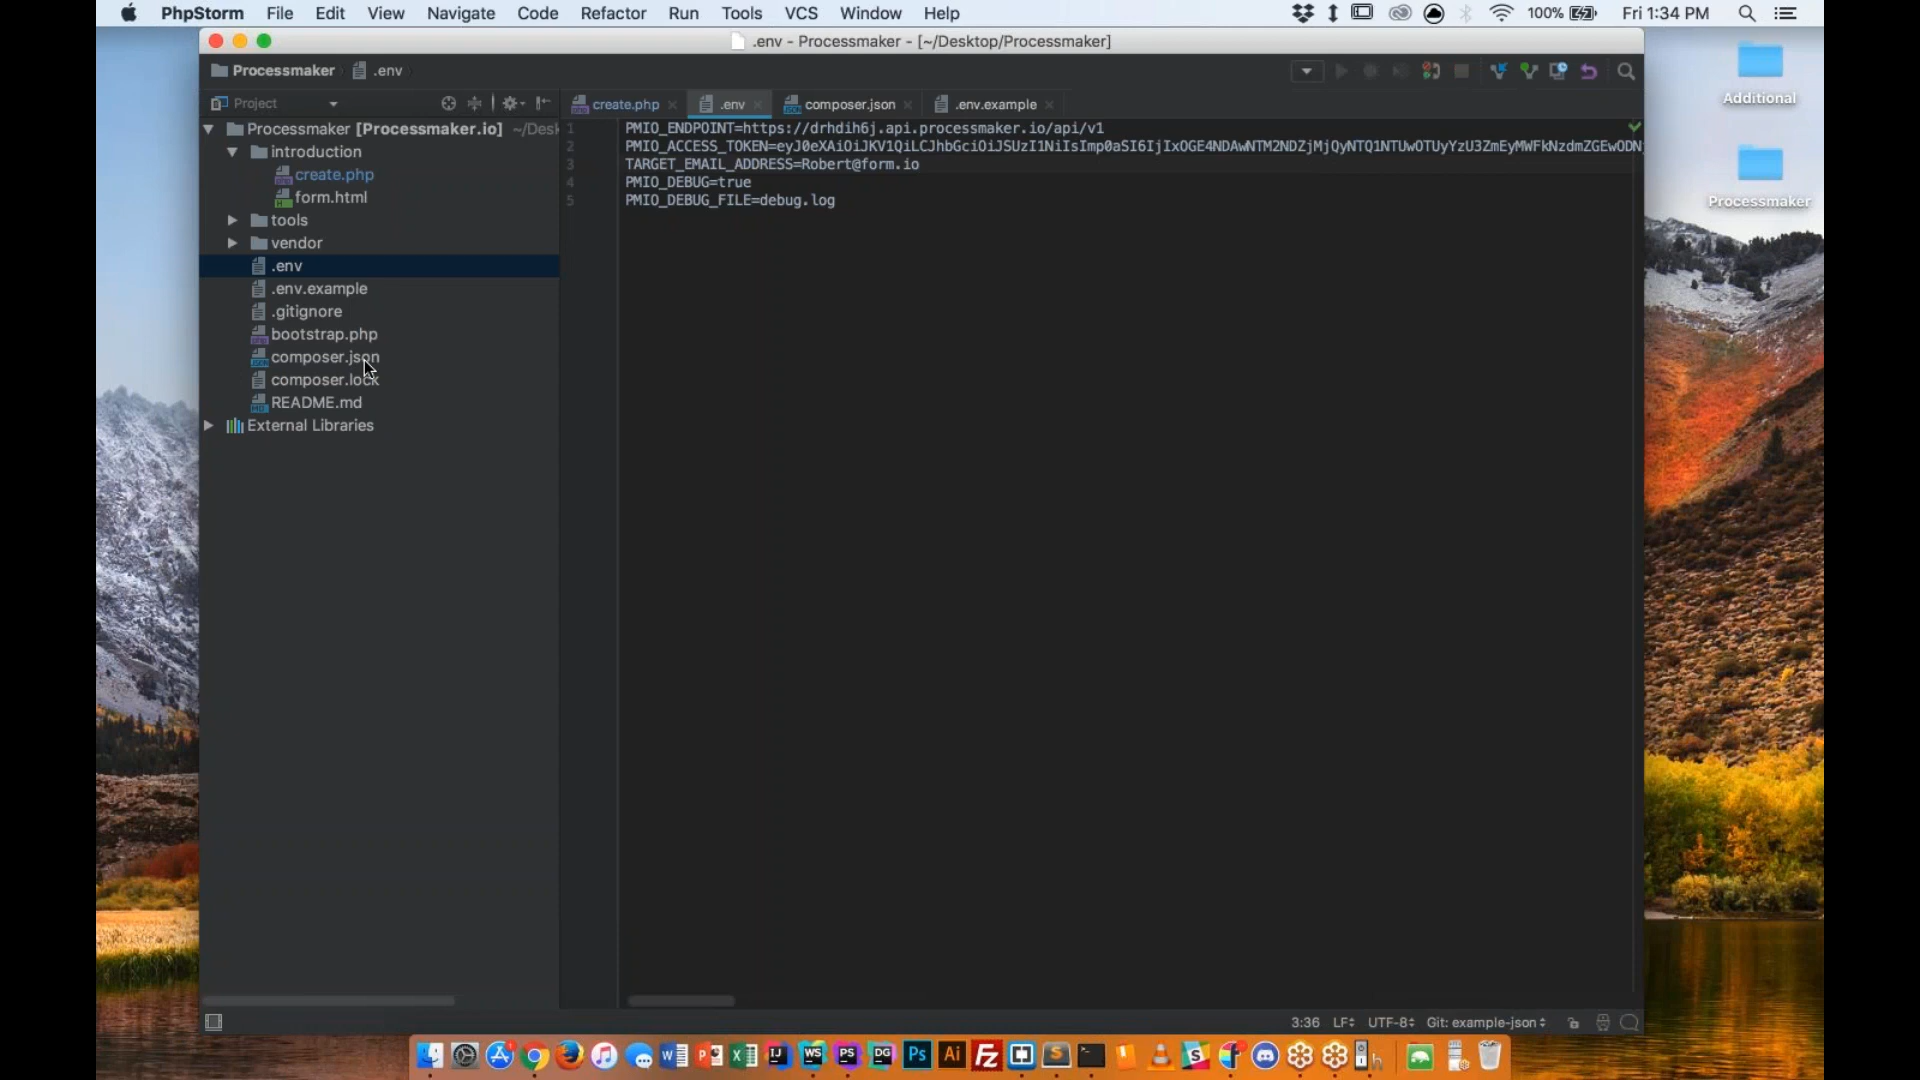 PhpStorm File Edit View Navigate Code Refactor Run Tools VCS Window Help 100% Fri 1:34 PM
.env - Processmaker - [~/Desktop/Processmaker]
Processmaker .env
Project
create.php .env composer.json .env.example
Processmaker [Processmaker.io] ~/Desk
introduction
create.php
form.html
tools
vendor
.env
.env.example
.gitignore
bootstrap.php
composer.json
composer.lock
README.md
External Libraries
1 PMIO_ENDPOINT=https://drhdih6j.api.processmaker.io/api/v1
2
3 TARGET_EMAIL_ADDRESS=Robert@form.io
4 PMIO_DEBUG=true
5 PMIO_DEBUG_FILE=debug.log
Additional
Processmaker
3:36 LF UTF-8 Git: example-json